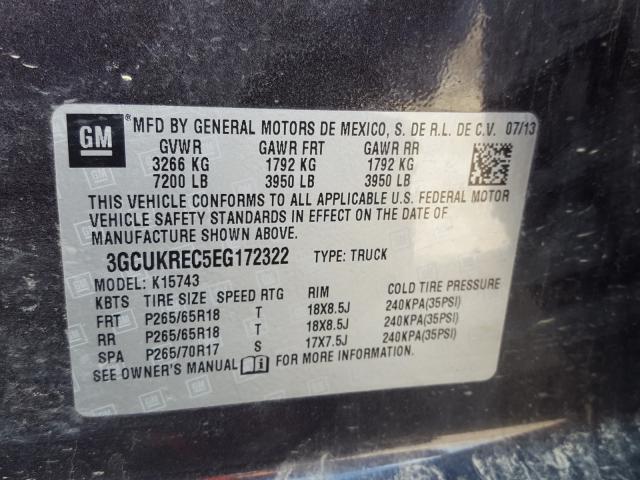 GM
®MFD BY GENERAL MOTORS DE MEXICO, S. DE R.L. DE C.V. 07/13
GVWR GAWR FRT GAWR RR
3266 KG 1792 KG 1792 KG
7200 LB 3950 LB 3950 LB
THIS VEHICLE CONFORMS TO ALL APPLICABLE U.S. FEDERAL MOTOR
VEHICLE SAFETY STANDARDS IN EFFECT ON THE DATE OF
MANUFACTURE SHOWN ABOVE.
3GCUKREC5EG172322 TYPE: TRUCK
MODEL: K15743
KBTS TIRE SIZE SPEED RTG RIM COLD TIRE PRESSURE
FRT P265/65R18 T 18X8.5J 240KPA(35PSI)
RR P265/65R18 T 18X8.5J 240KPA(35PSI)
SPA P265/70R17 S 17X7.5J 240KPA(35PSI)
SEE OWNER'S MANUAL FOR MORE INFORMATION.